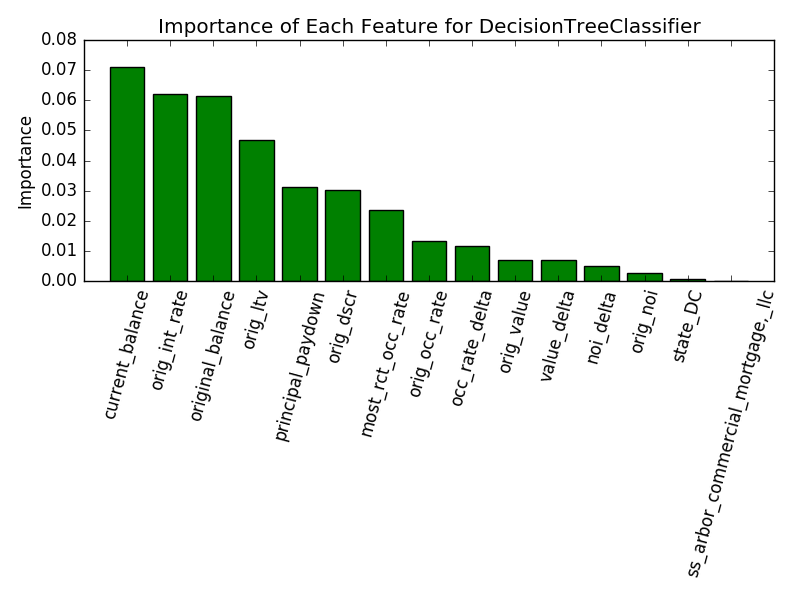 Importance of Each Feature for DecisionTreeClassifier
0.08
0.07
0.06
0.05
0.04
0.03
0.02
0.01
0.00
Importance
current_balance
orig_int_rate
original_balance
orig_ltv
principal_paydown
orig_dscr
most_rct_occ_rate
orig_occ_rate
occ_rate_delta
orig_value
value_delta
noi_delta
orig_noi
state_DC
ss_arbor_commercial_mortgage,_llc